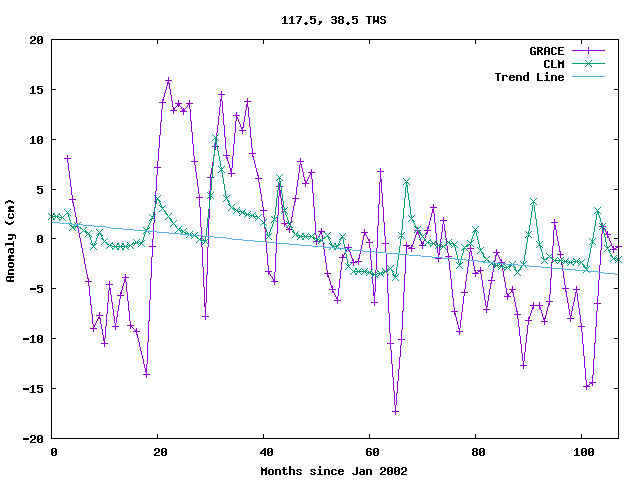 117.5, 38.5 TWS
GRACE
CLM
Trend Line
20
15
10
5
0
-5
-10
-15
-20
Anomaly (cm)
0 20 40 60 80 100
Months since Jan 2002